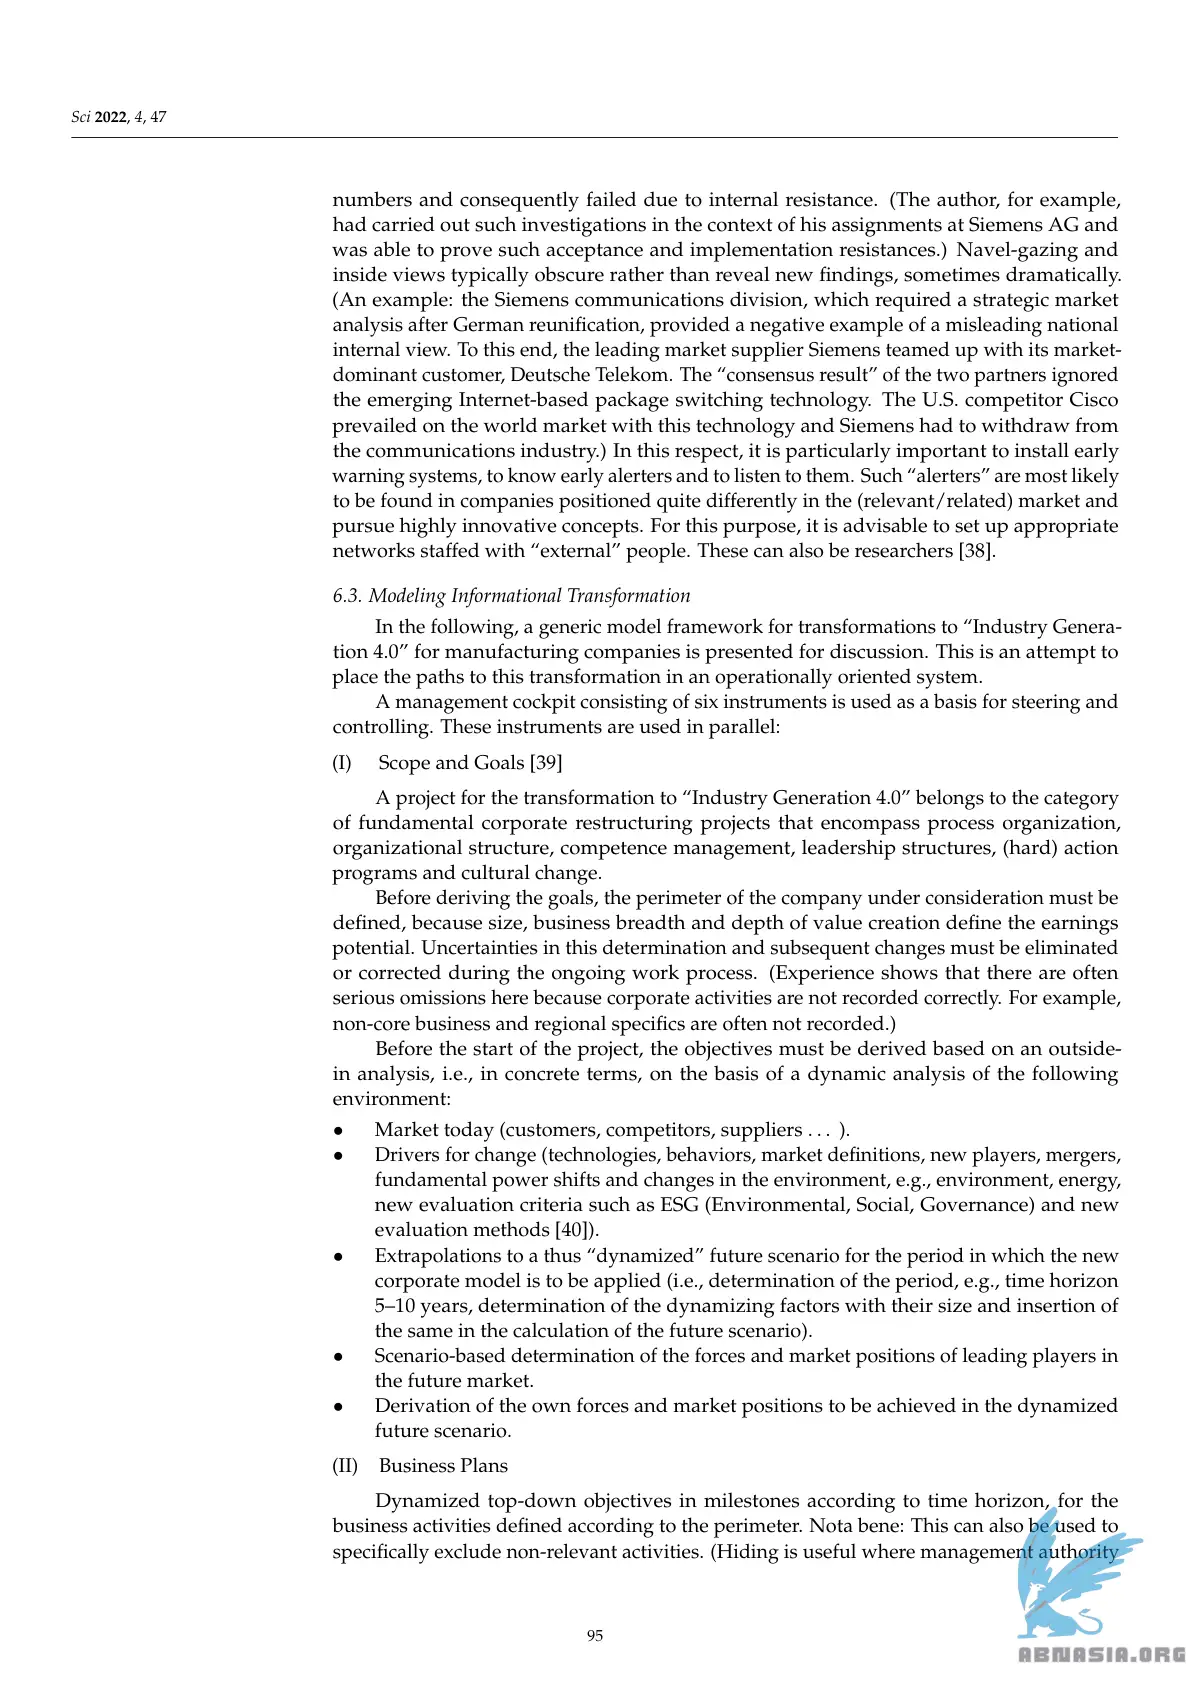 Sci 2022, 4, 47
numbers and consequently failed due to internal resistance. (The author, for example,
had carried out such investigations in the context of his assignments at Siemens AG and
was able to prove such acceptance and implementation resistances.) Navel-gazing and
inside views typically obscure rather than reveal new findings, sometimes dramatically.
(An example: the Siemens communications division, which required a strategic market
analysis after German reunification, provided a negative example of a misleading national
internal view. To this end, the leading market supplier Siemens teamed up with its market-
dominant customer, Deutsche Telekom. The “consensus result” of the two partners ignored
the emerging Internet-based package switching technology. The U.S. competitor Cisco
prevailed on the world market with this technology and Siemens had to withdraw from
the communications industry.) In this respect, it is particularly important to install early
warning systems, to know early alerters and to listen to them. Such “alerters” are most likely
to be found in companies positioned quite differently in the (relevant/related) market and
pursue highly innovative concepts. For this purpose, it is advisable to set up appropriate
networks staffed with “external” people. These can also be researchers [38].
6.3. Modeling Informational Transformation
In the following, a generic model framework for transformations to “Industry Genera-
tion 4.0” for manufacturing companies is presented for discussion. This is an attempt to
place the paths to this transformation in an operationally oriented system.
A management cockpit consisting of six instruments is used as a basis for steering and
controlling. These instruments are used in parallel:
(I) Scope and Goals [39]
A project for the transformation to “Industry Generation 4.0” belongs to the category
of fundamental corporate restructuring projects that encompass process organization,
organizational structure, competence management, leadership structures, (hard) action
programs and cultural change.
Before deriving the goals, the perimeter of the company under consideration must be
defined, because size, business breadth and depth of value creation define the earnings
potential. Uncertainties in this determination and subsequent changes must be eliminated
or corrected during the ongoing work process. (Experience shows that there are often
serious omissions here because corporate activities are not recorded correctly. For example,
non-core business and regional specifics are often not recorded.)
Before the start of the project, the objectives must be derived based on an outside-
in analysis, i.e., in concrete terms, on the basis of a dynamic analysis of the following
environment:
• Market today (customers, competitors, suppliers . . . ).
• Drivers for change (technologies, behaviors, market definitions, new players, mergers,
fundamental power shifts and changes in the environment, e.g., environment, energy,
new evaluation criteria such as ESG (Environmental, Social, Governance) and new
evaluation methods [40]).
• Extrapolations to a thus “dynamized” future scenario for the period in which the new
corporate model is to be applied (i.e., determination of the period, e.g., time horizon
5–10 years, determination of the dynamizing factors with their size and insertion of
the same in the calculation of the future scenario).
• Scenario-based determination of the forces and market positions of leading players in
the future market.
• Derivation of the own forces and market positions to be achieved in the dynamized
future scenario.
(II) Business Plans
Dynamized top-down objectives in milestones according to time horizon, for the
business activities defined according to the perimeter. Nota bene: This can also be used to
specifically exclude non-relevant activities. (Hiding is useful where management authority
95
ABNASIA.ORG